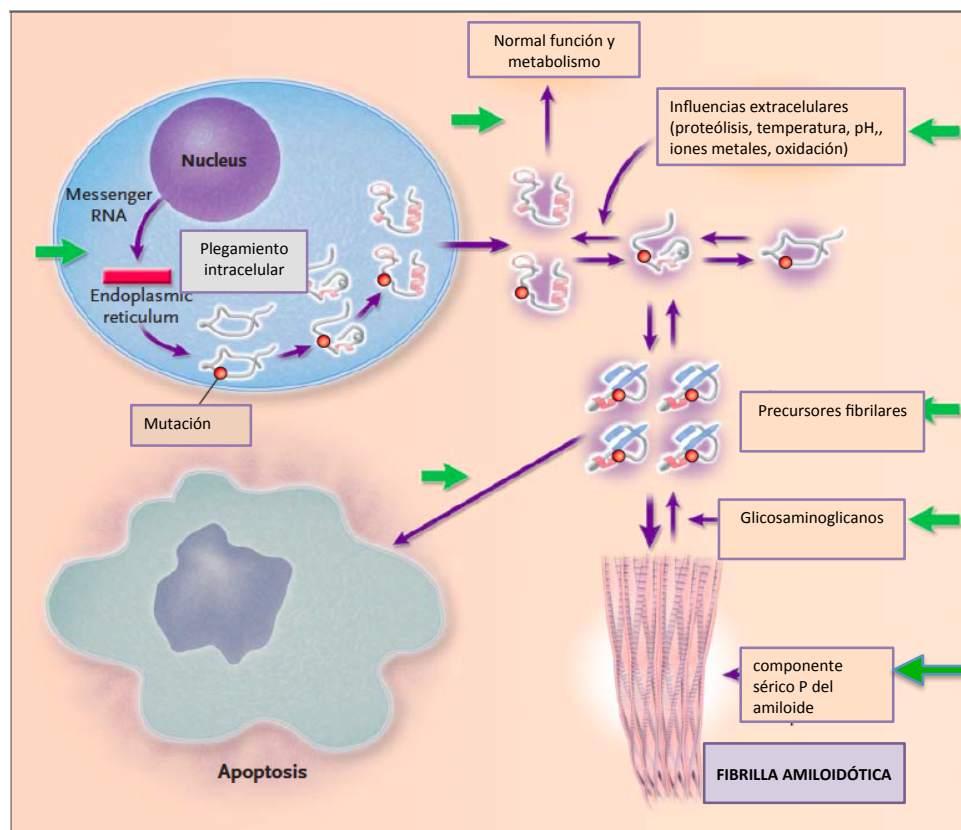 Normal función y
metabolismo
Influencias extracelulares
(proteólisis, temperatura, pH,,
iones metales, oxidación)
Nucleus
Messenger
RNA
Plegamiento
intracelular
Endoplasmic
reticulum
Mutación
Precursores fibrilares
Glicosaminoglicanos
componente
sérico P del
amiloide
Apoptosis
FIBRILLA AMILOIDÓTICA